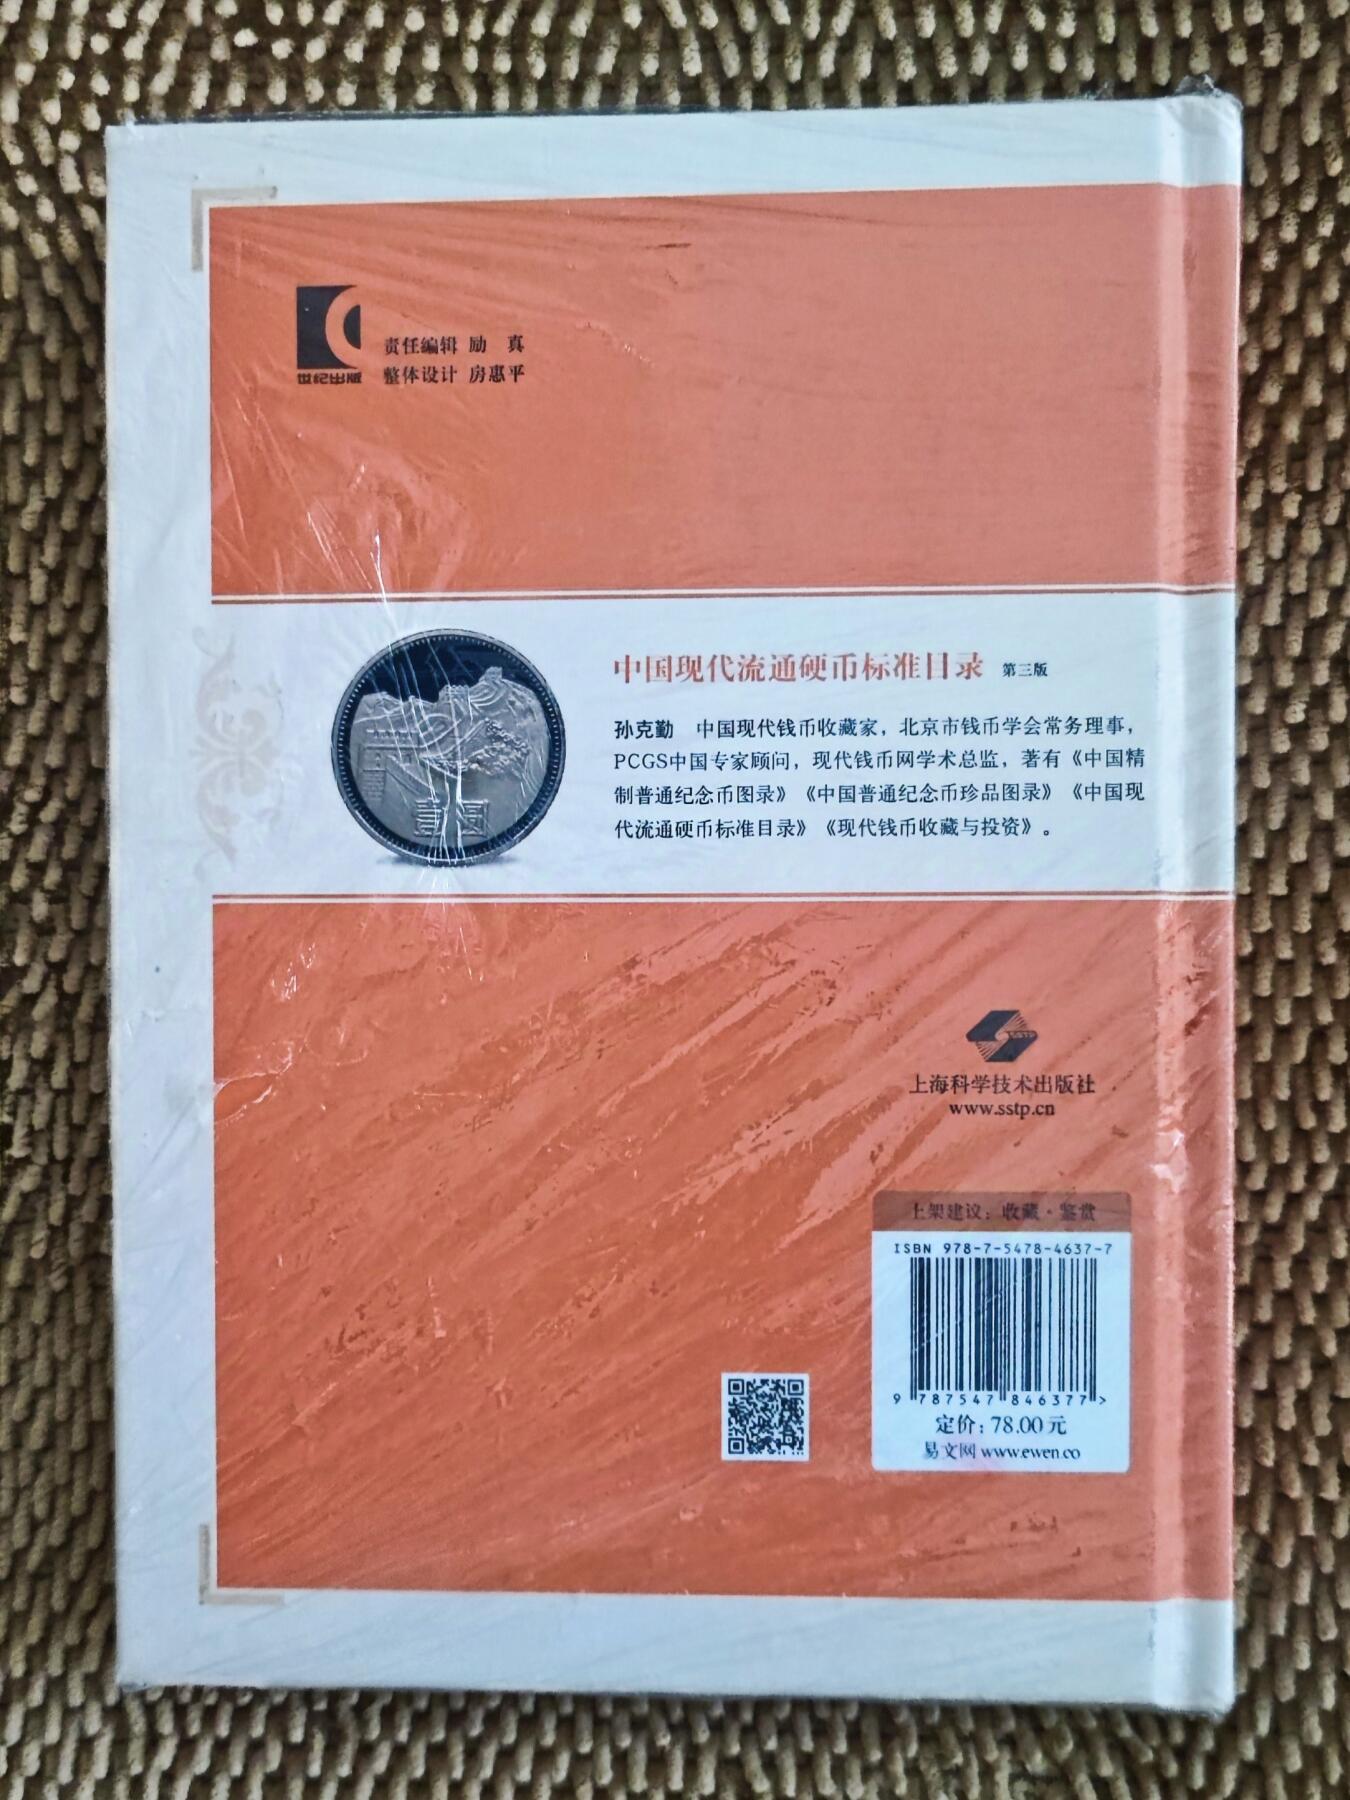 世纪出版
责任编辑 励 真
整体设计 房惠平
中国现代流通硬币标准目录 第三版
孙克勤 中国现代钱币收藏家，北京市钱币学会常务理事，
PCGS中国专家顾问，现代钱币网学术总监，著有《中国精
制普通纪念币图录》《中国普通纪念币珍品图录》《中国现
代流通硬币标准目录》《现代钱币收藏与投资》。
壹圆
SSTP
上海科学技术出版社
www.sstp.cn
上架建议：收藏·鉴赏
ISBN 978-7-5478-4637-7
9 787547 846377 >
定价：78.00 元
易文网 www.ewen.co